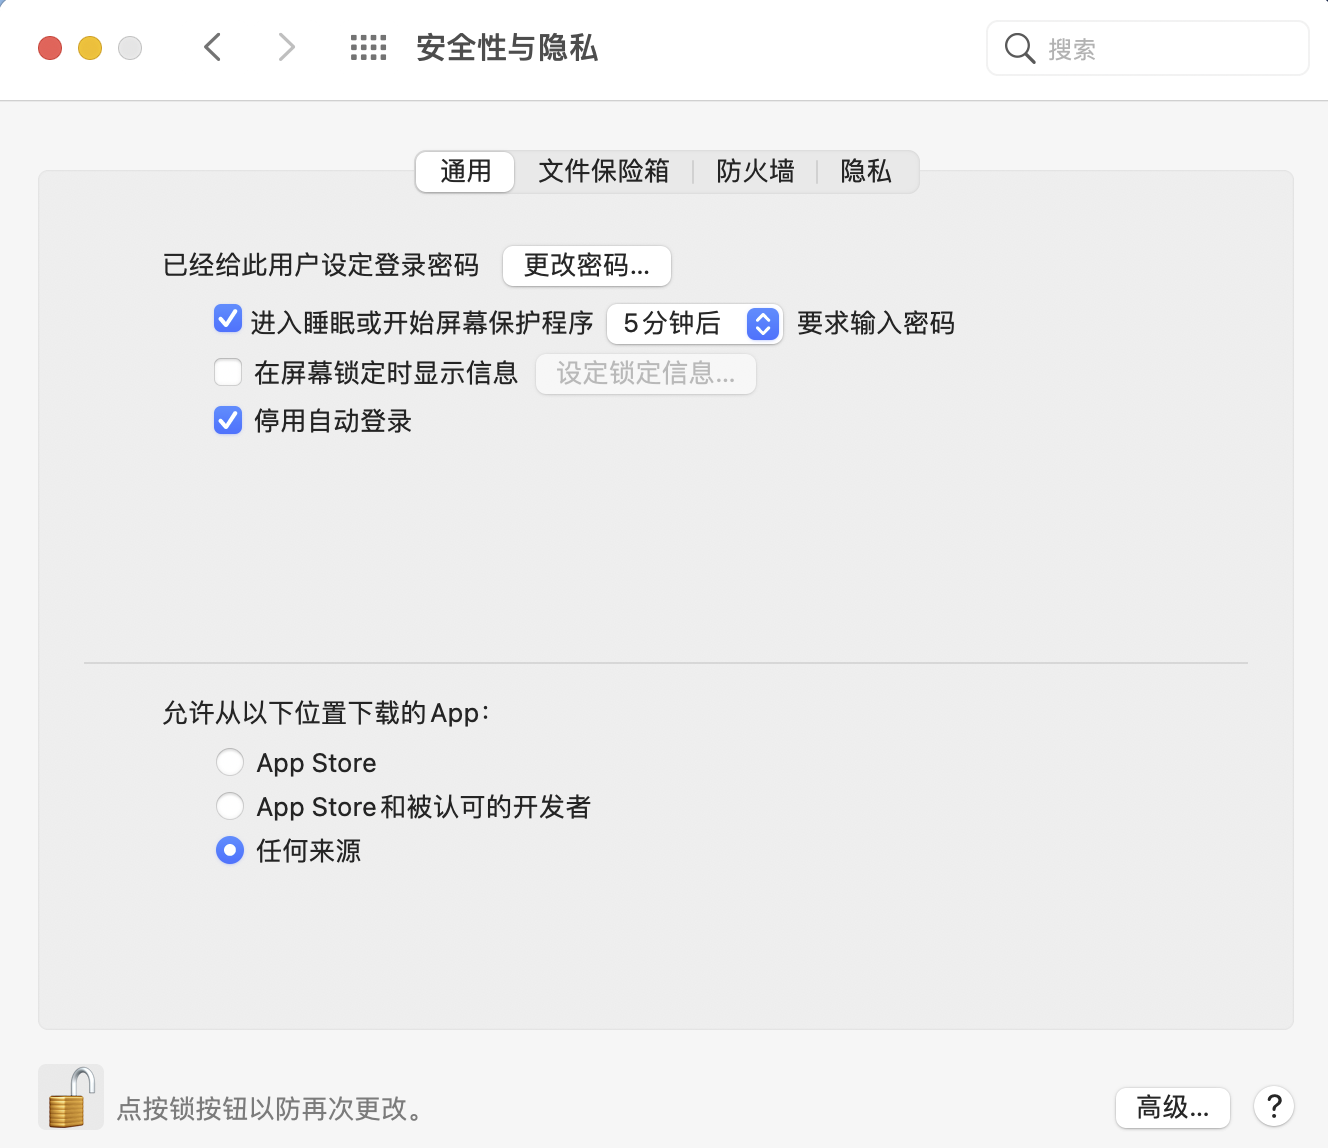 安全性与隐私
搜索
通用 文件保险箱 防火墙 隐私
已经给此用户设定登录密码 更改密码...
进入睡眠或开始屏幕保护程序 5分钟后 要求输入密码
在屏幕锁定时显示信息 设定锁定信息...
停用自动登录
允许从以下位置下载的App：
App Store
App Store和被认可的开发者
任何来源
点按锁按钮以防再次更改。
高级... ?